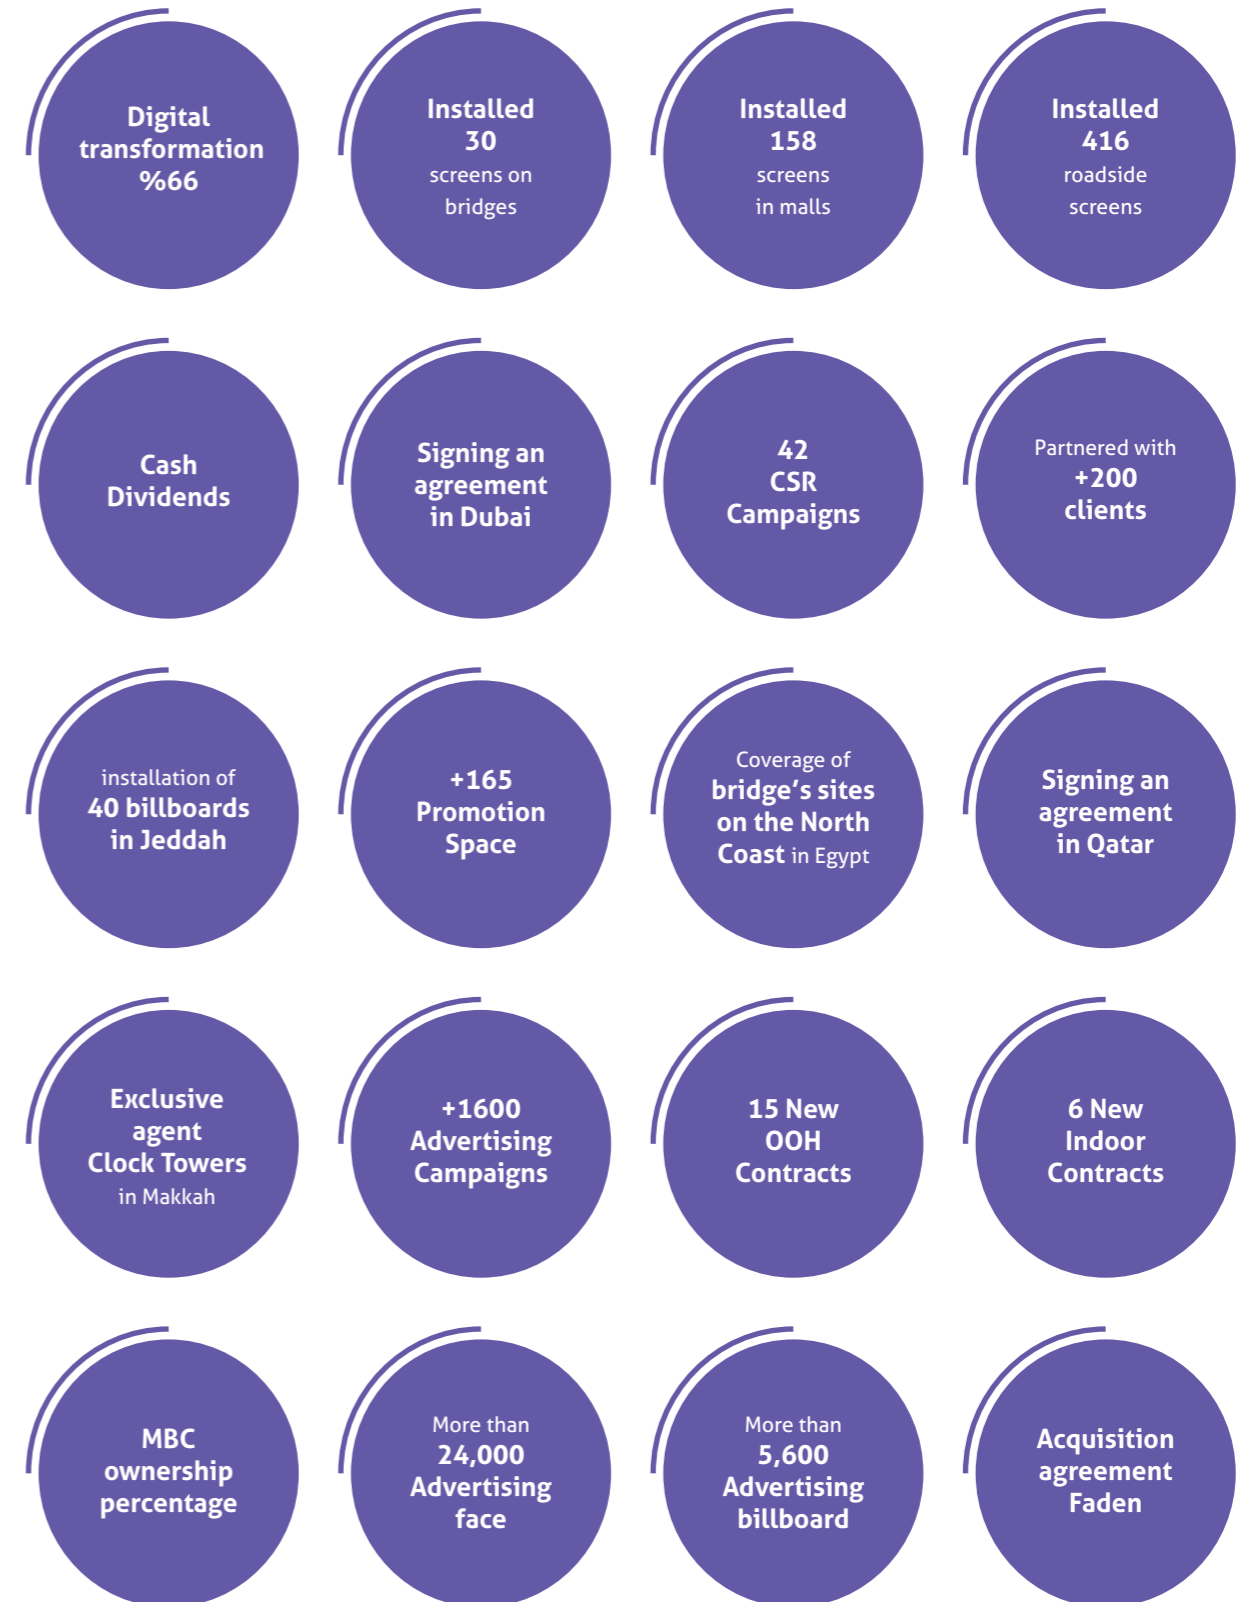 Digital
transformation
%66
Installed
30
screens on
bridges
Installed
158
screens
in malls
Installed
416
roadside
screens
Cash
Dividends
Signing an
agreement
in Dubai
42
CSR
Campaigns
Partnered with
+200
clients
installation of
40 billboards
in Jeddah
+165
Promotion
Space
Coverage of
bridge’s sites
on the North
Coast in Egypt
Signing an
agreement
in Qatar
Exclusive
agent
Clock Towers
in Makkah
+1600
Advertising
Campaigns
15 New
OOH
Contracts
6 New
Indoor
Contracts
MBC
ownership
percentage
More than
24,000
Advertising
face
More than
5,600
Advertising
billboard
Acquisition
agreement
Faden